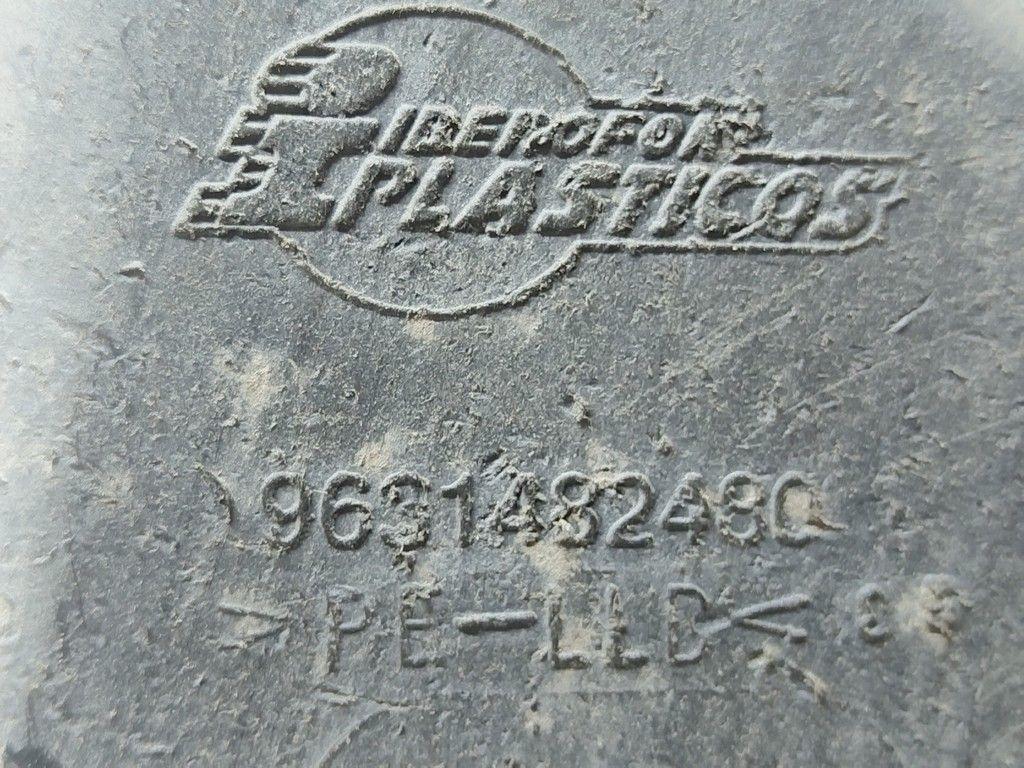 IBEROFON
PLASTICOS
9631482480
>PE-LLD<